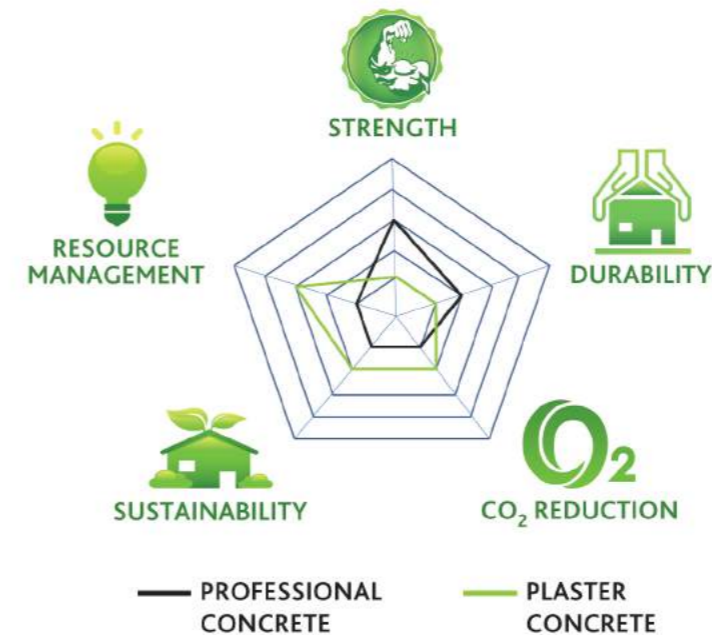 STRENGTH
RESOURCE
MANAGEMENT
DURABILITY
O2
SUSTAINABILITY
CO₂ REDUCTION
PROFESSIONAL
CONCRETE
PLASTER
CONCRETE